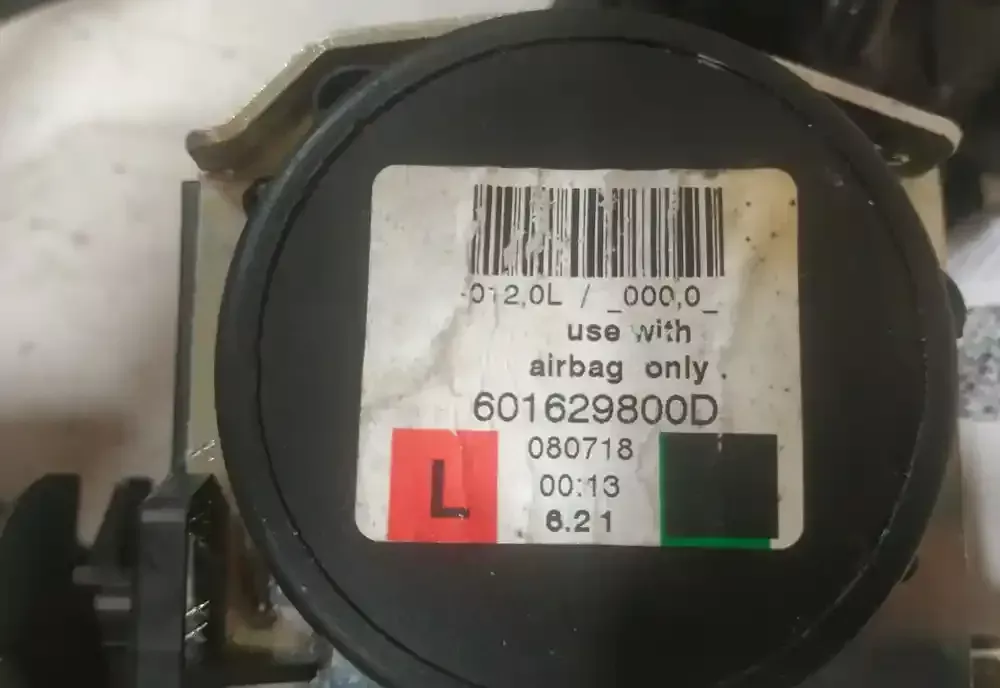 -012,0L / _000,0_
use with
airbag only.
601629800D
080718
00:13
6.21
L